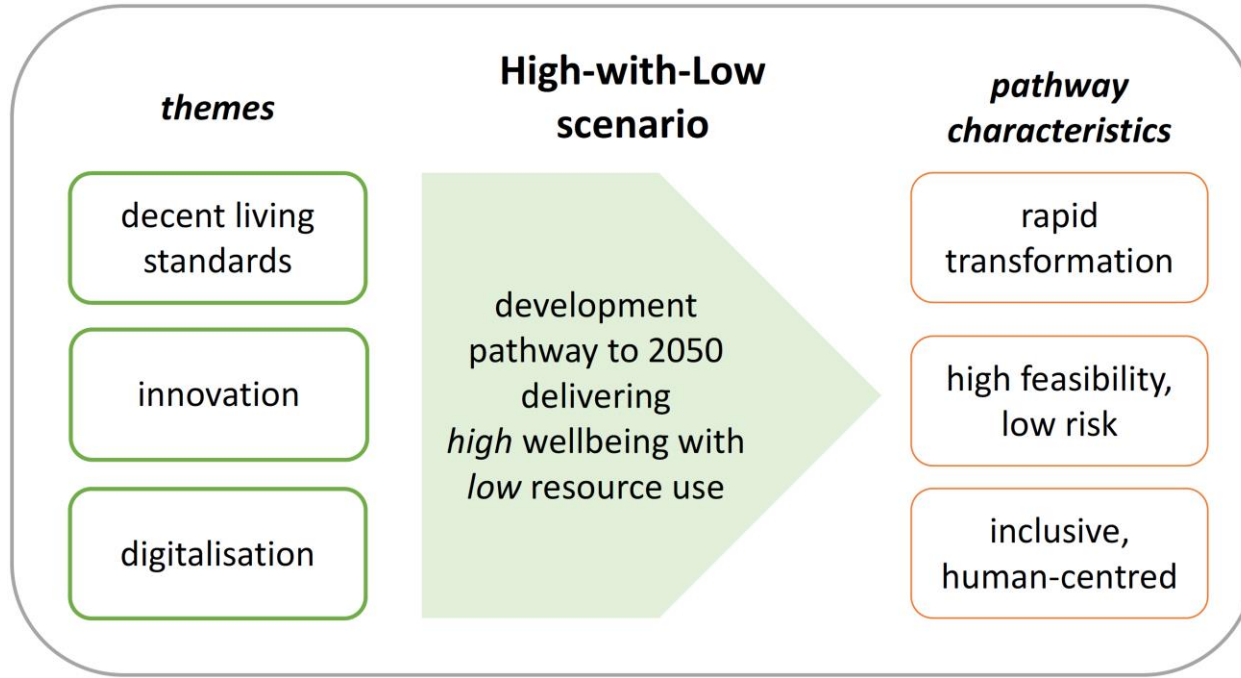 themes
decent living
standards
innovation
digitalisation
High-with-Low
scenario
development
pathway to 2050
delivering
high wellbeing with
low resource use
pathway
characteristics
rapid
transformation
high feasibility,
low risk
inclusive,
human-centred